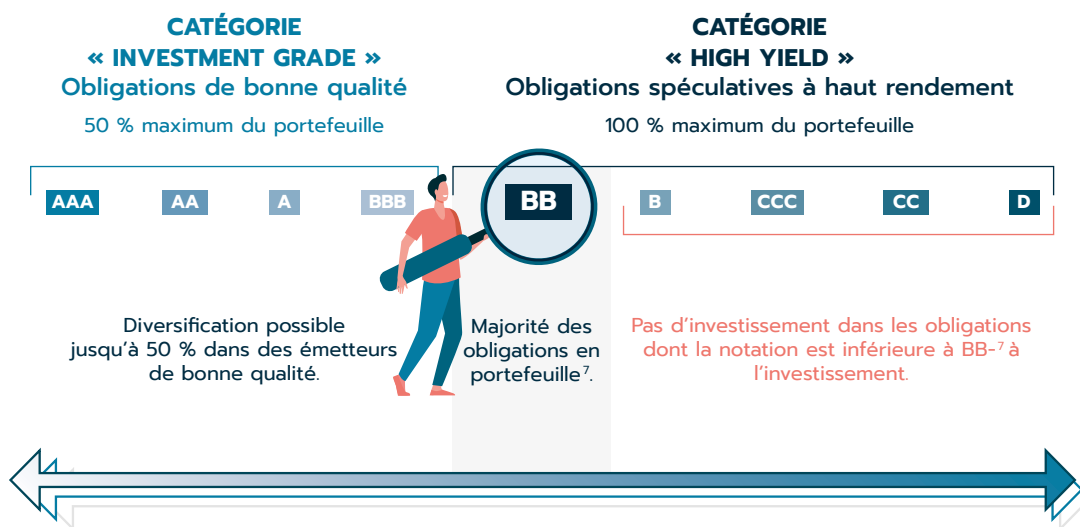 CATÉGORIE
« INVESTMENT GRADE »
Obligations de bonne qualité
50 % maximum du portefeuille
CATÉGORIE
« HIGH YIELD »
Obligations spéculatives à haut rendement
100 % maximum du portefeuille
AAA AA A BBB BB B CCC CC D
Diversification possible
jusqu’à 50 % dans des émetteurs
de bonne qualité.
Majorité des
obligations en
portefeuille⁷.
Pas d’investissement dans les obligations
dont la notation est inférieure à BB-⁷ à
l’investissement.